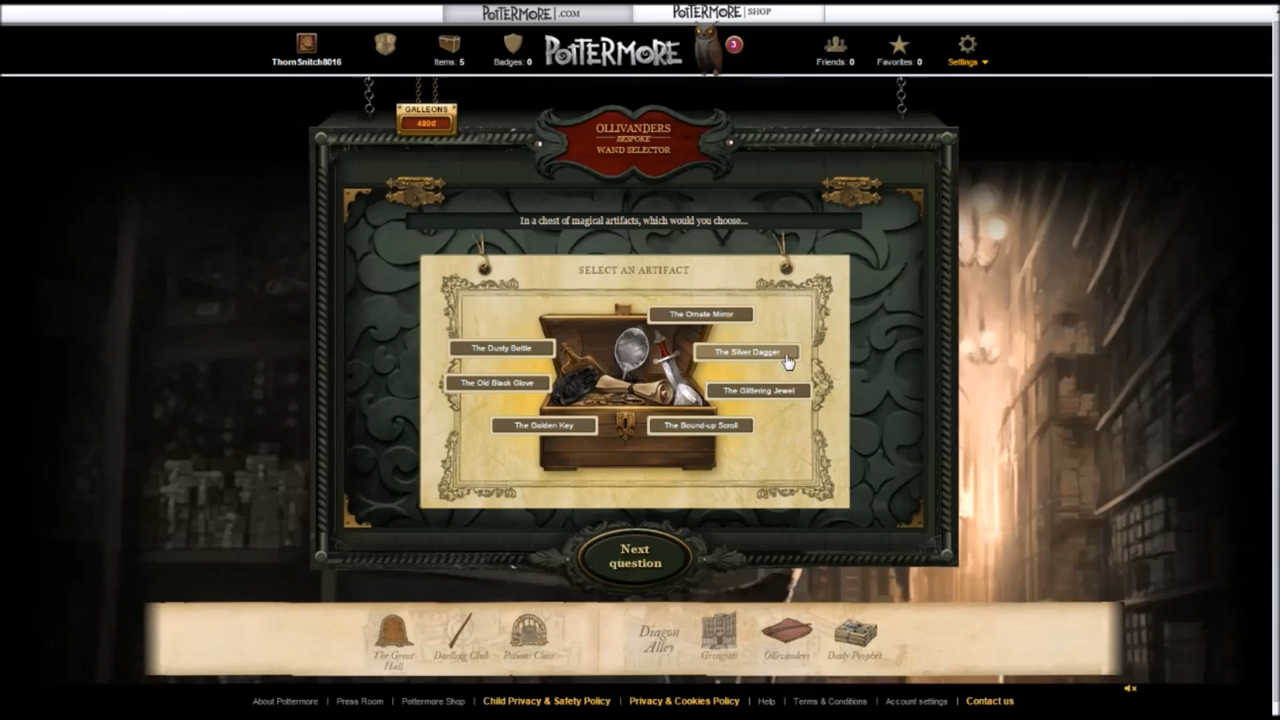 POTTERMORE .COM
POTTERMORE SHOP
ThornSnitch8016
Items: 5
Badges: 0
POTTERMORE
3
Friends: 0
Favorites: 0
Settings
GALLEONS
480G
OLLIVANDERS
BESPOKE
WAND SELECTOR
In a chest of magical artifacts, which would you choose...
SELECT AN ARTIFACT
The Ornate Mirror
The Dusty Bottle
The Silver Dagger
The Old Black Glove
The Glittering Jewel
The Golden Key
The Bound-up Scroll
Next
question
The Great
Hall
Duelling Club
Potions Class
Diagon
Alley
Gringotts
Ollivanders
Daily Prophet
About Pottermore
Press Room
Pottermore Shop
Child Privacy & Safety Policy
Privacy & Cookies Policy
Help
Terms & Conditions
Account settings
Contact us